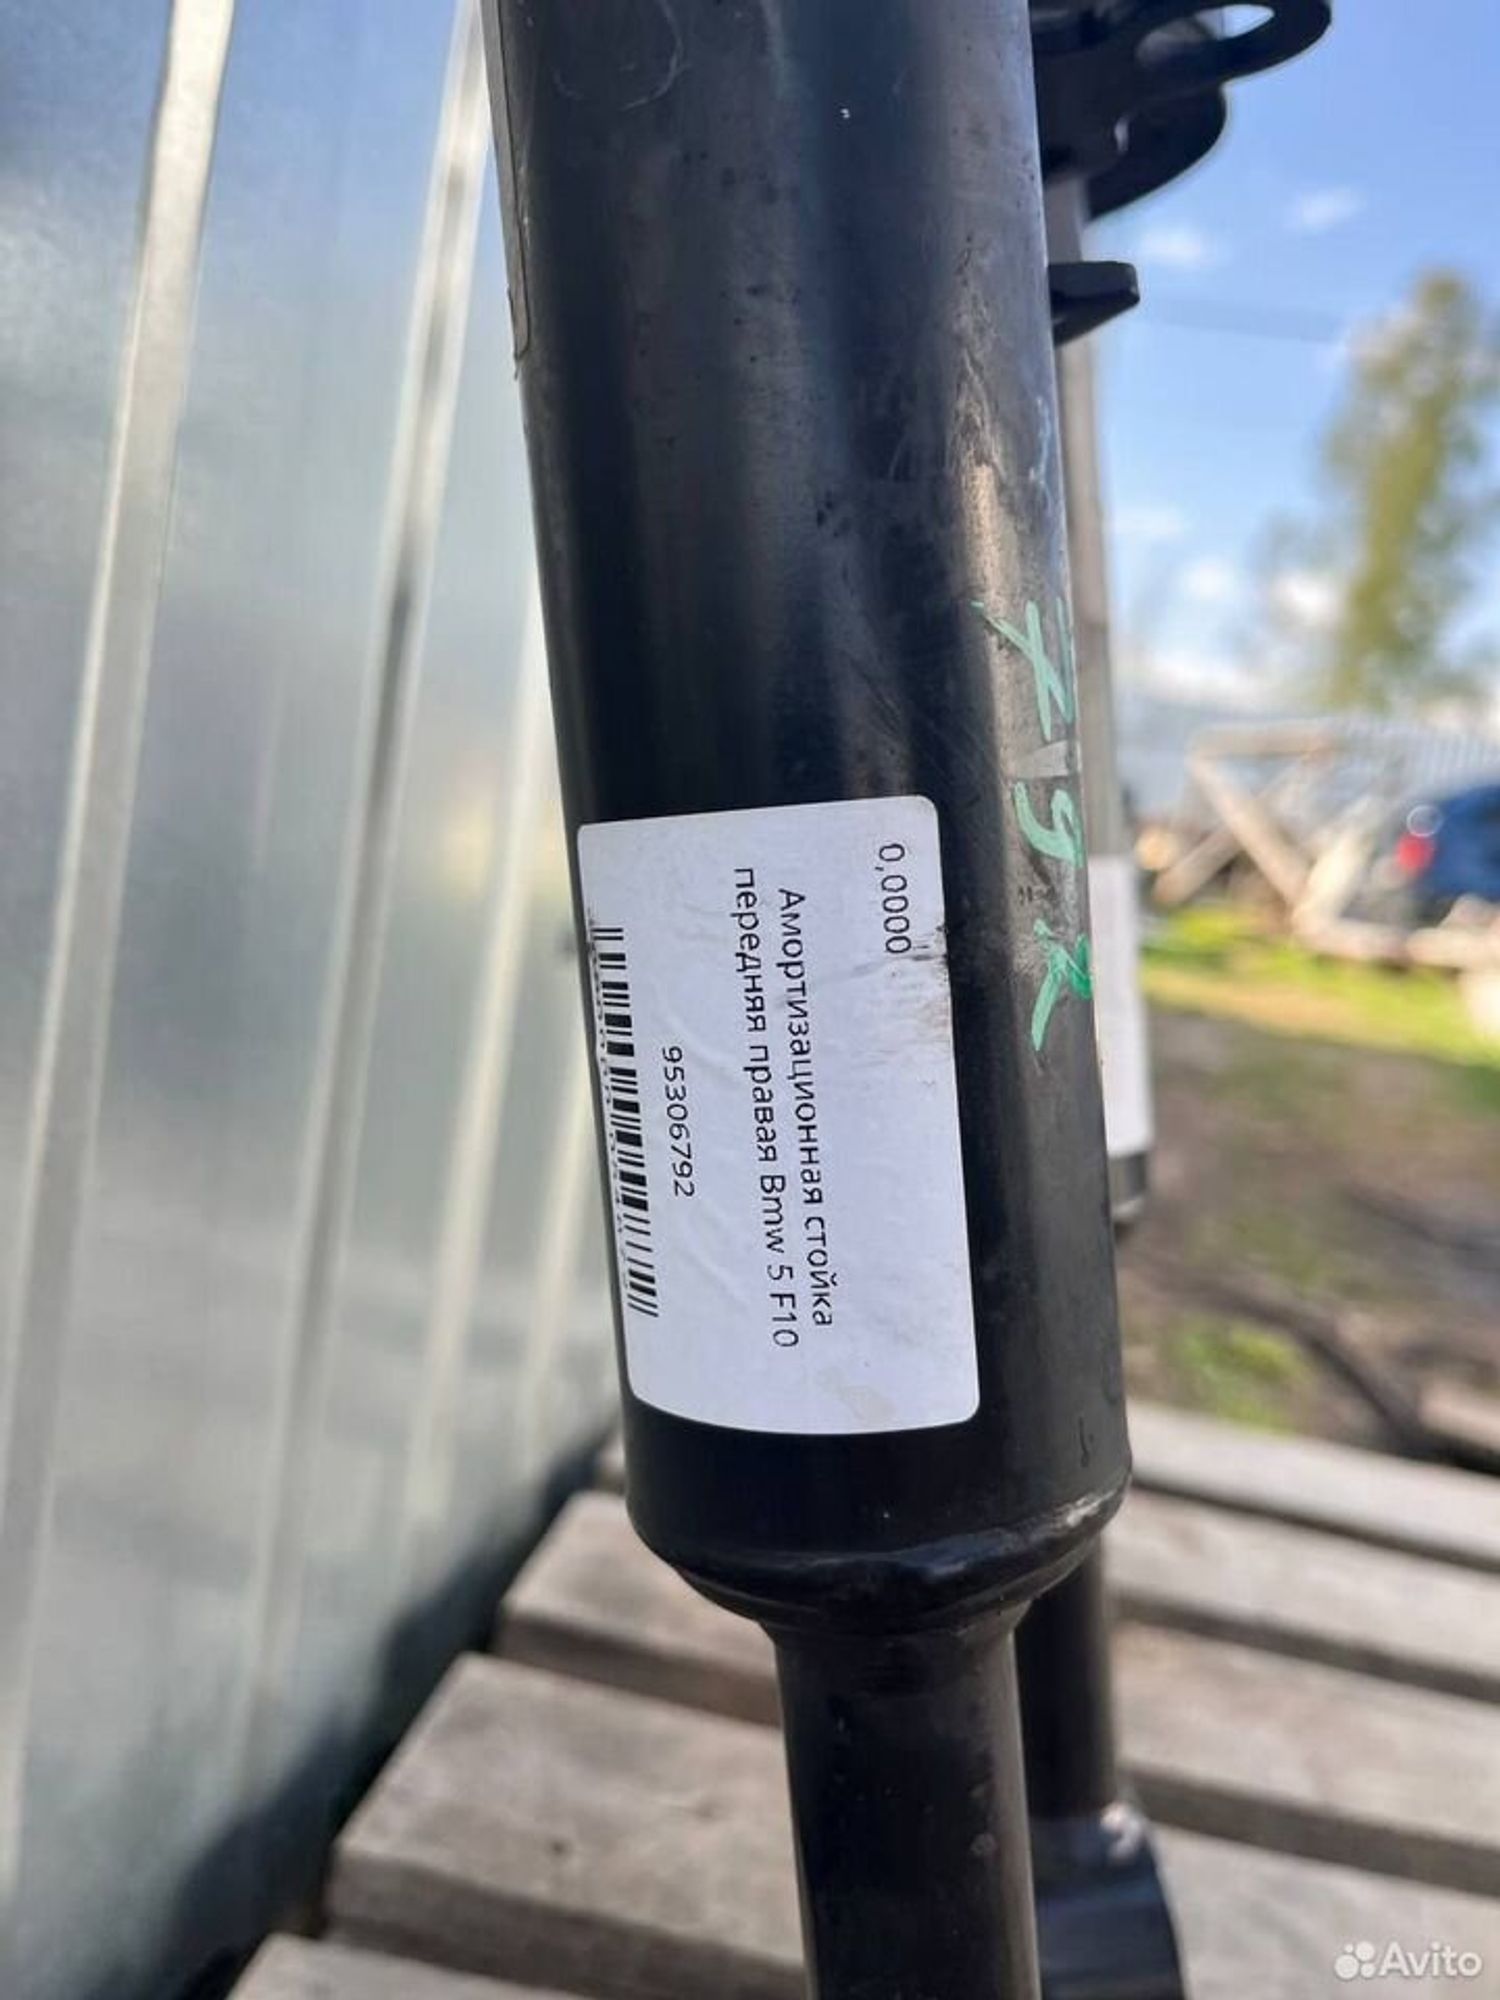 0,0000
Амортизационная стойка
передняя правая Bmw 5 F10
95306792
Avito